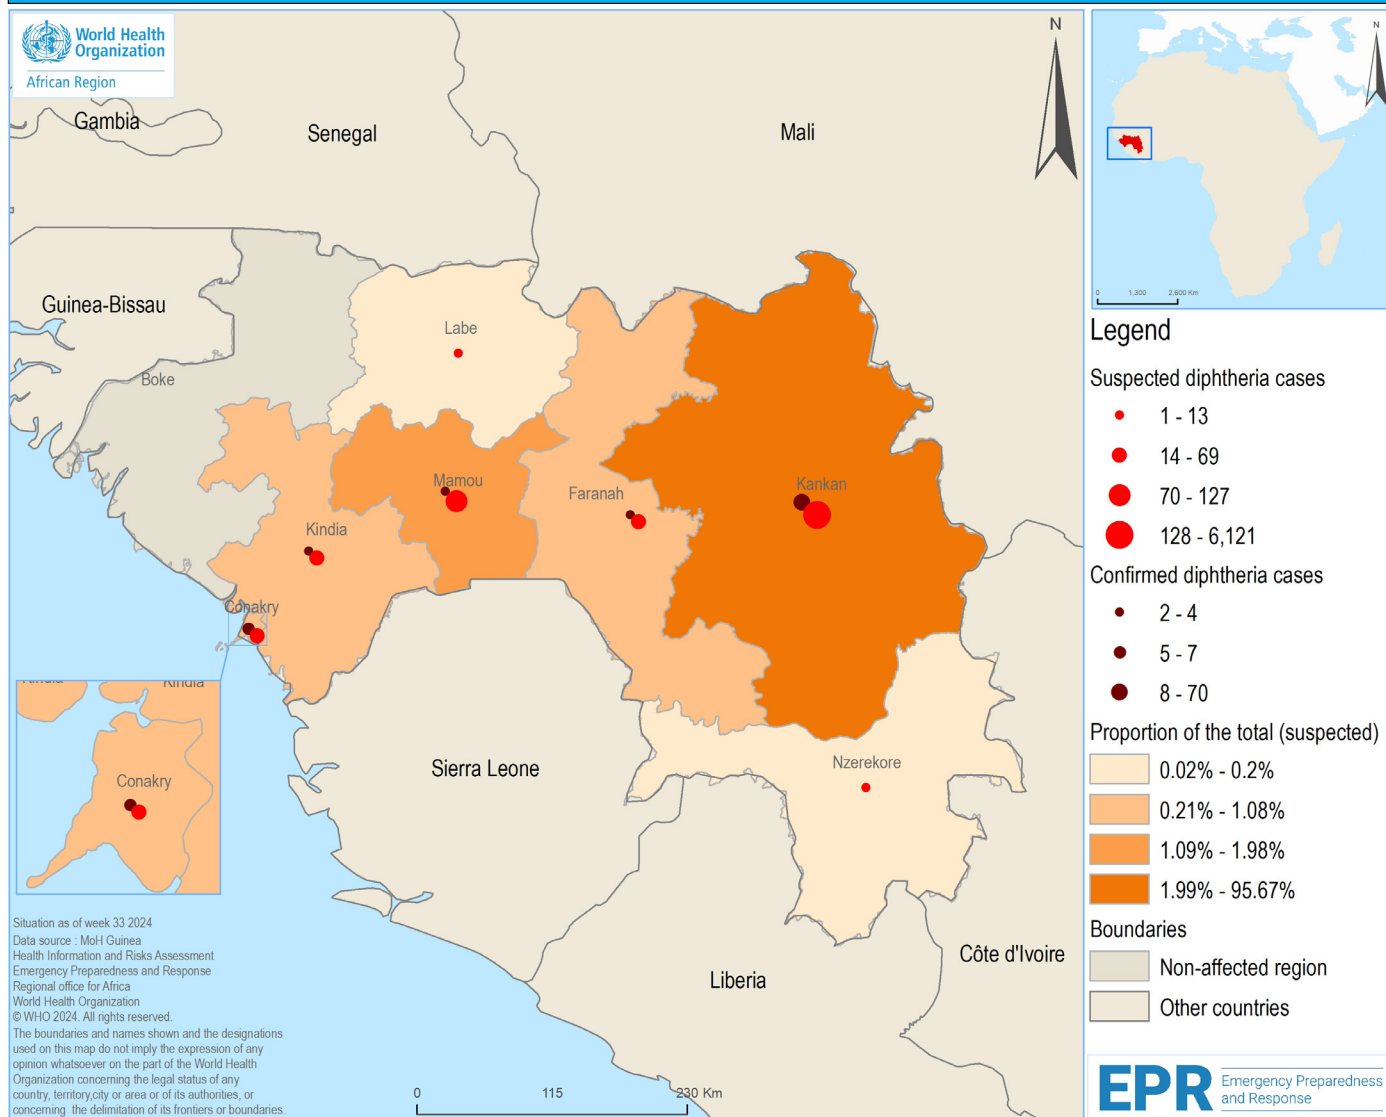 World Health
Organization
African Region
N
Gambia
Senegal
Mali
Guinea-Bissau
Labe
Boke
Mamou
Kankan
Faranah
Kindia
Conakry
Kindia
Conakry
Sierra Leone
Nzerekore
Liberia
Côte d'Ivoire
Situation as of week 33 2024
Data source : MoH Guinea
Health Information and Risks Assessment
Emergency Preparedness and Response
Regional office for Africa
World Health Organization
© WHO 2024. All rights reserved.
The boundaries and names shown and the designations
used on this map do not imply the expression of any
opinion whatsoever on the part of the World Health
Organization concerning the legal status of any
country, territory,city or area or of its authorities, or
concerning the delimitation of its frontiers or boundaries.
0 115 230 Km
N
0 1,300 2,600 Km
Legend
Suspected diphtheria cases
1 - 13
14 - 69
70 - 127
128 - 6,121
Confirmed diphtheria cases
2 - 4
5 - 7
8 - 70
Proportion of the total (suspected)
0.02% - 0.2%
0.21% - 1.08%
1.09% - 1.98%
1.99% - 95.67%
Boundaries
Non-affected region
Other countries
EPR
Emergency Preparedness
and Response